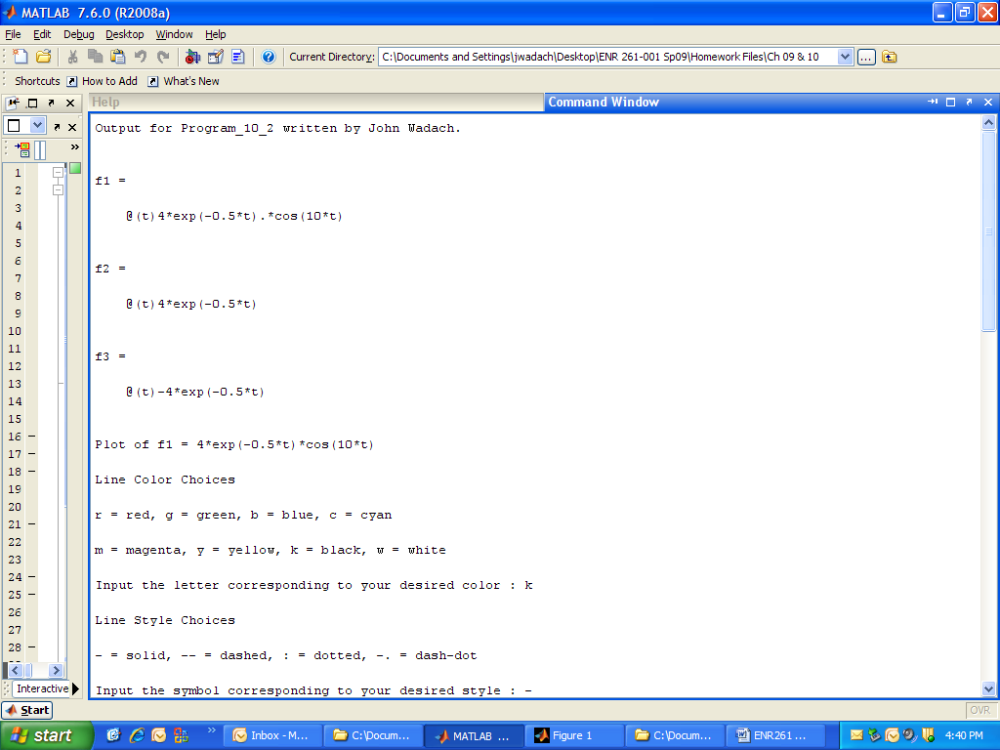 MATLAB 7.6.0 (R2008a)
File Edit Debug Desktop Window Help
Current Directory: C:\Documents and Settings\jwadach\Desktop\ENR 261-001 Sp09\Homework Files\Ch 09 & 10 ...
Shortcuts How to Add What's New
Help
Command Window
Output for Program_10_2 written by John Wadach.
f1 =
@(t)4*exp(-0.5*t).*cos(10*t)
f2 =
@(t)4*exp(-0.5*t)
f3 =
@(t)-4*exp(-0.5*t)
Plot of f1 = 4*exp(-0.5*t)*cos(10*t)
Line Color Choices
r = red, g = green, b = blue, c = cyan
m = magenta, y = yellow, k = black, w = white
Input the letter corresponding to your desired color : k
Line Style Choices
- = solid, -- = dashed, : = dotted, -. = dash-dot
Input the symbol corresponding to your desired style : -
1
2
3
4
5
6
7
8
9
10
11
12
13
14
15
16 -
17 -
18 -
19
20
21 -
22
23
24 -
25 -
26
27
28 -
Interactive
Start
OVR
start Inbox - M... C:\Docum... MATLAB ... Figure 1 C:\Docum... ENR261 ... 4:40 PM